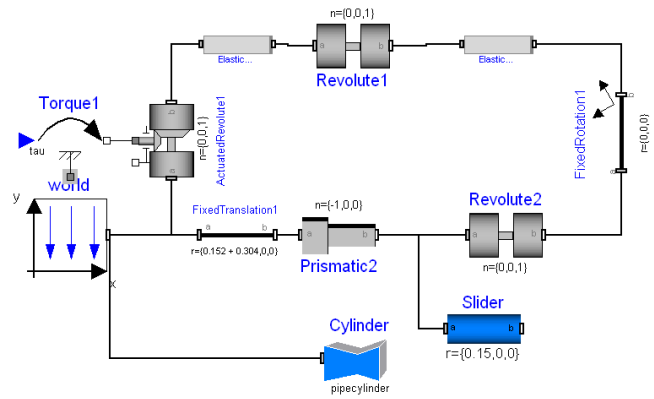 n={0,0,1}
a
b
Elastic...
Revolute1
Elastic...
Torque1
tau
b
a
n={0,0,1}
ActuatedRevolute1
b
a
FixedRotation1
r={0,0,0}
world
y
x
FixedTranslation1
a
b
r={0.152 + 0.304,0,0}
n={-1,0,0}
a
b
Prismatic2
Revolute2
a
b
n={0,0,1}
Slider
a
b
r={0.15,0,0}
Cylinder
pipecylinder